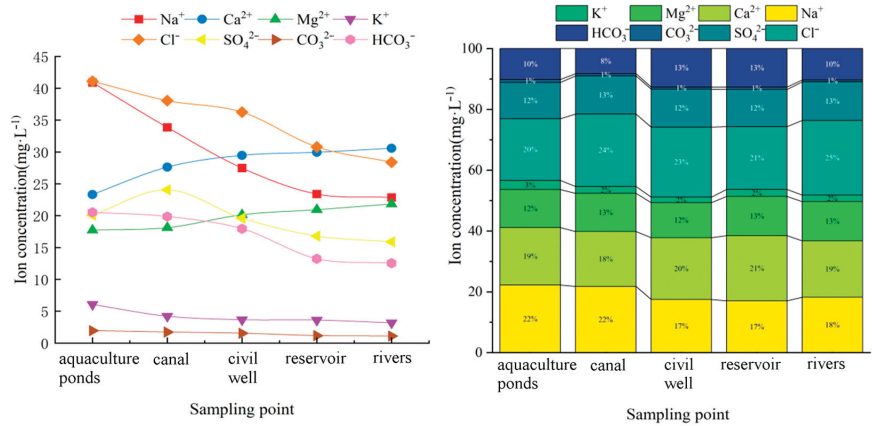 Na⁺ Ca²⁺ Mg²⁺ K⁺
Cl⁻ SO₄²⁻ CO₃²⁻ HCO₃⁻
Ion concentration(mg·L⁻¹)
45
40
35
30
25
20
15
10
5
0
aquaculture ponds
canal
civil well
reservoir
rivers
Sampling point
K⁺ Mg²⁺ Ca²⁺ Na⁺
HCO₃⁻ CO₃²⁻ SO₄²⁻ Cl⁻
Ion concentration(mg·L⁻¹)
100
80
60
40
20
0
10% 8% 13% 13% 10%
1% 1% 1% 1% 1%
12% 13% 12% 12% 13%
20% 24% 23% 21% 25%
3% 2% 2% 2% 2%
12% 13% 12% 13% 13%
19% 18% 20% 21% 19%
22% 22% 17% 17% 18%
aquaculture ponds
canal
civil well
reservoir
rivers
Sampling point